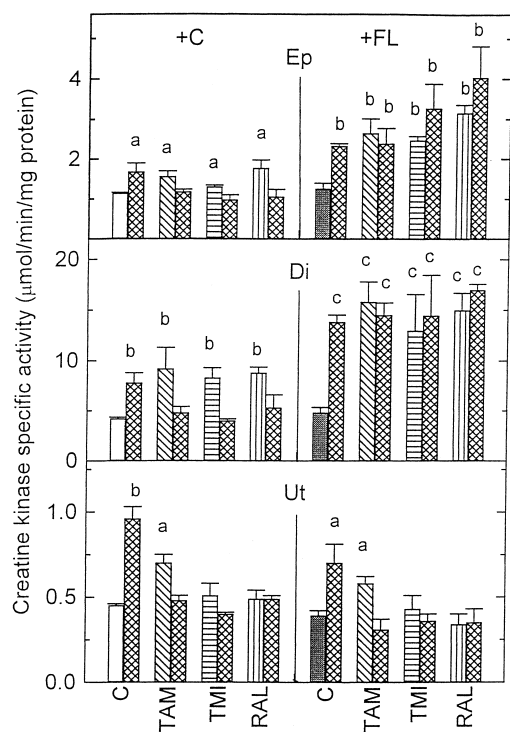 Creatine kinase specific activity (μmol/min/mg protein)
+C +FL
Ep
4
2
a a a a b b b b b b b
Di
20
10
0
b b b b c c c c c c c
Ut
1.0
0.5
0.0
b a a a
C TAM TMI RAL C TAM TMI RAL